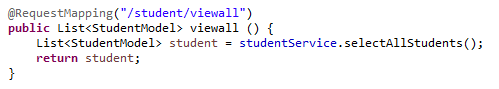 @RequestMapping("/student/viewall")
public List<StudentModel> viewall () {
    List<StudentModel> student = studentService.selectAllStudents();
    return student;
}